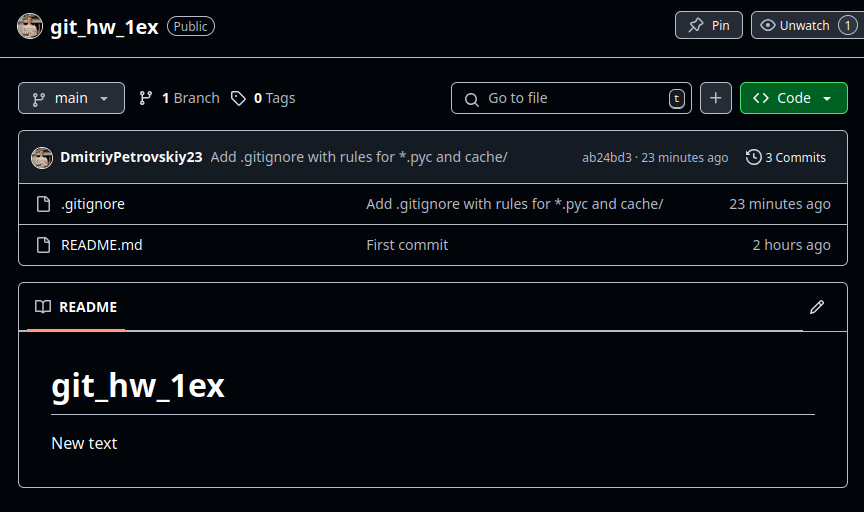 git_hw_1ex Public Pin Unwatch 1
main 1 Branch 0 Tags Go to file t Code
DmitriyPetrovskiy23 Add .gitignore with rules for *.pyc and cache/ ab24bd3 · 23 minutes ago 3 Commits
.gitignore Add .gitignore with rules for *.pyc and cache/ 23 minutes ago
README.md First commit 2 hours ago
README
git_hw_1ex
New text